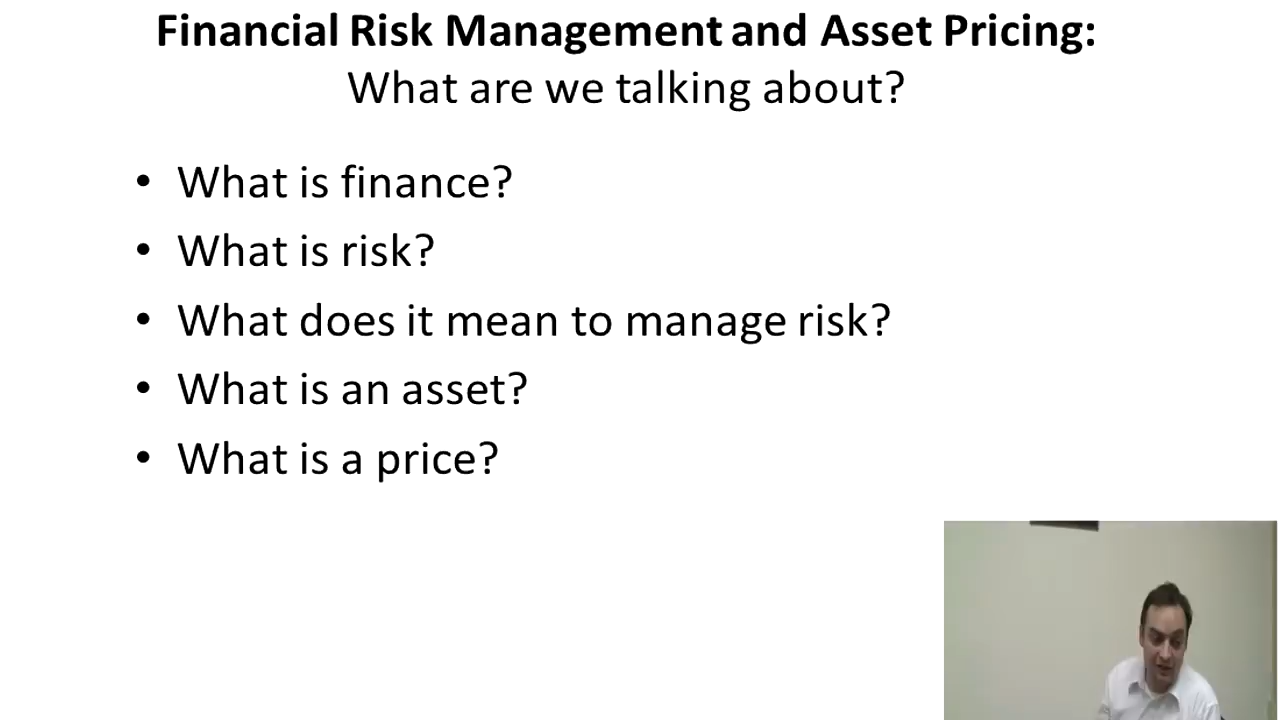 Financial Risk Management and Asset Pricing:
What are we talking about?
• What is finance?
• What is risk?
• What does it mean to manage risk?
• What is an asset?
• What is a price?